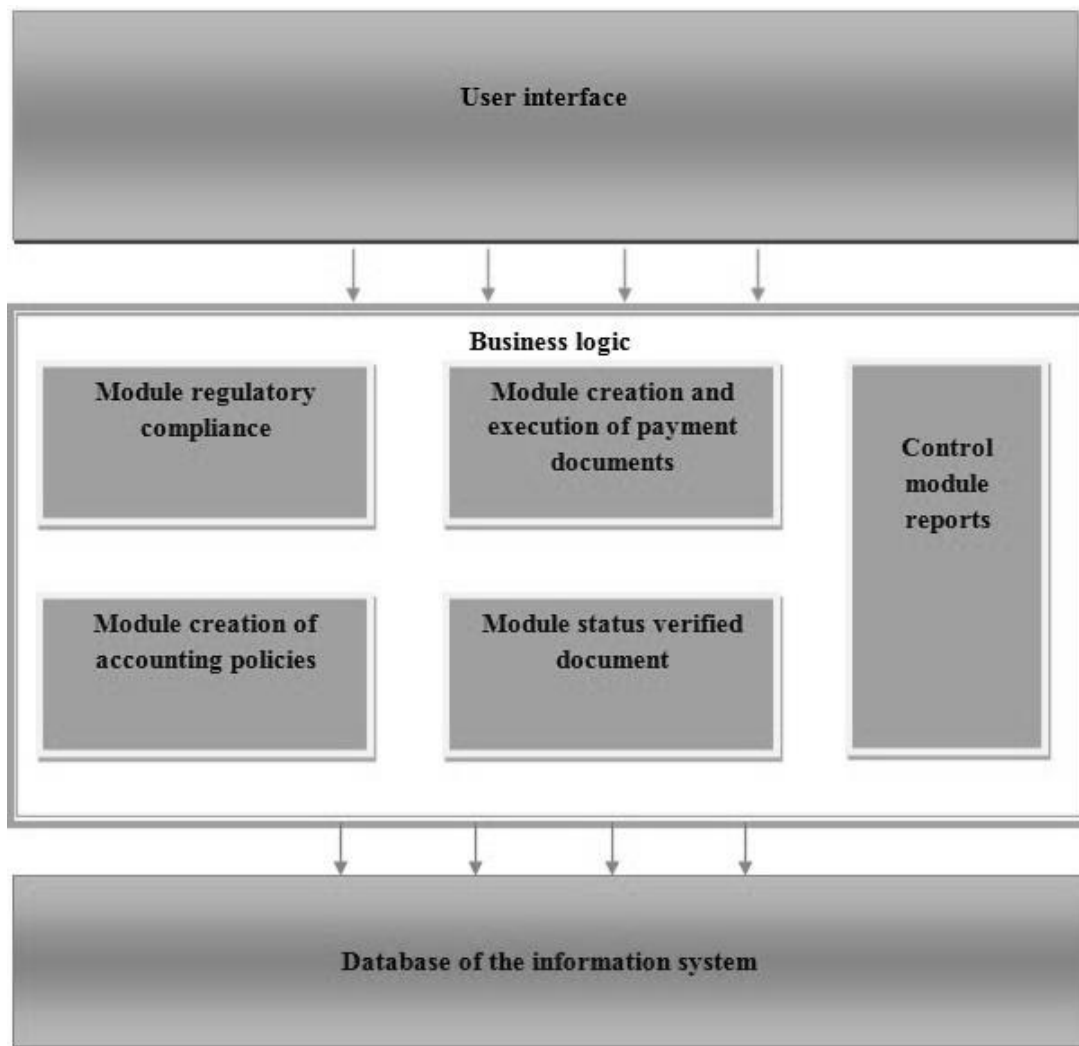 User interface
Business logic
Module regulatory
compliance
Module creation and
execution of payment
documents
Control
module
reports
Module creation of
accounting policies
Module status verified
document
Database of the information system